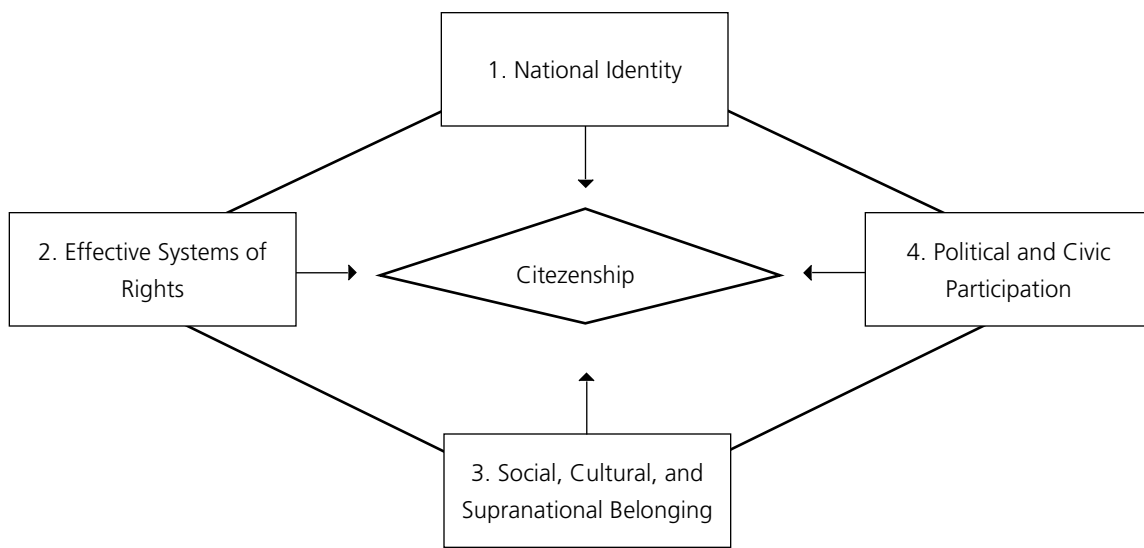 1. National Identity
2. Effective Systems of
Rights
Citezenship
4. Political and Civic
Participation
3. Social, Cultural, and
Supranational Belonging